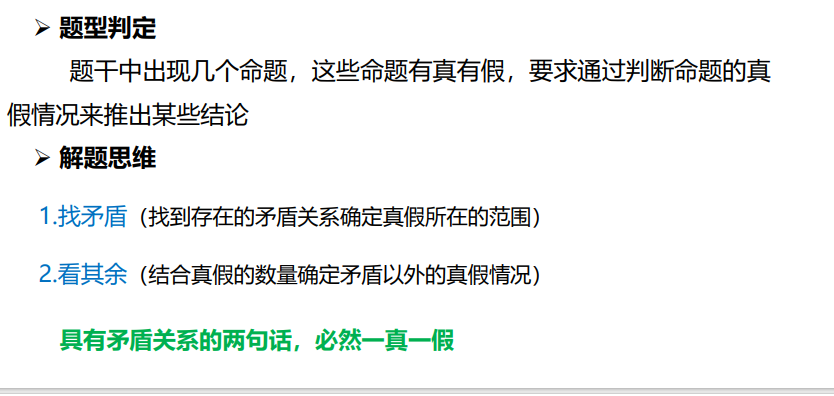 ➢ 题型判定
题干中出现几个命题，这些命题有真有假，要求通过判断命题的真
假情况来推出某些结论
➢ 解题思维
1.找矛盾（找到存在的矛盾关系确定真假所在的范围）
2.看其余（结合真假的数量确定矛盾以外的真假情况）
具有矛盾关系的两句话，必然一真一假